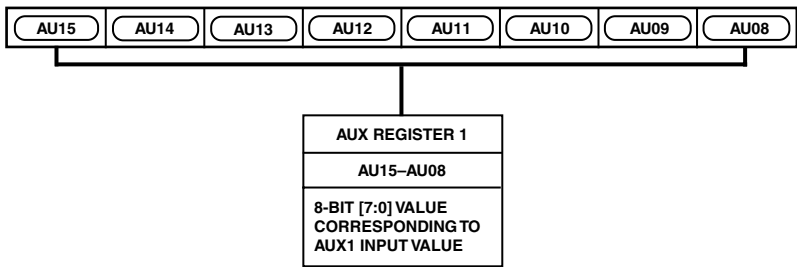 AU15 AU14 AU13 AU12 AU11 AU10 AU09 AU08
AUX REGISTER 1
AU15–AU08
8-BIT [7:0] VALUE
CORRESPONDING TO
AUX1 INPUT VALUE